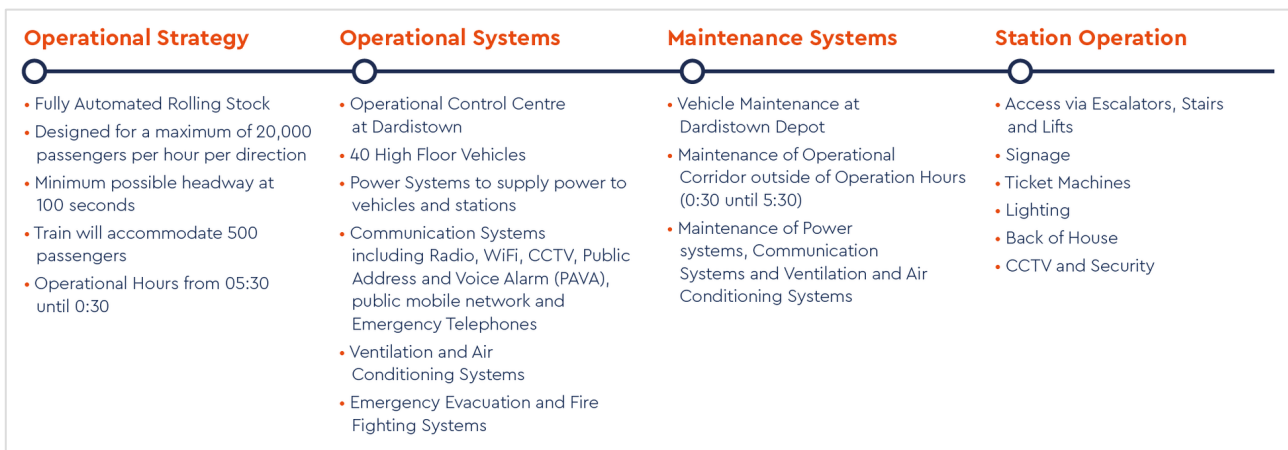 Operational Strategy
• Fully Automated Rolling Stock
• Designed for a maximum of 20,000
passengers per hour per direction
• Minimum possible headway at
100 seconds
• Train will accommodate 500
passengers
• Operational Hours from 05:30
until 0:30
Operational Systems
• Operational Control Centre
at Dardistown
• 40 High Floor Vehicles
• Power Systems to supply power to
vehicles and stations
• Communication Systems
including Radio, WiFi, CCTV, Public
Address and Voice Alarm (PAVA),
public mobile network and
Emergency Telephones
• Ventilation and Air
Conditioning Systems
• Emergency Evacuation and Fire
Fighting Systems
Maintenance Systems
• Vehicle Maintenance at
Dardistown Depot
• Maintenance of Operational
Corridor outside of Operation Hours
(0:30 until 5:30)
• Maintenance of Power
systems, Communication
Systems and Ventilation and Air
Conditioning Systems
Station Operation
• Access via Escalators, Stairs
and Lifts
• Signage
• Ticket Machines
• Lighting
• Back of House
• CCTV and Security